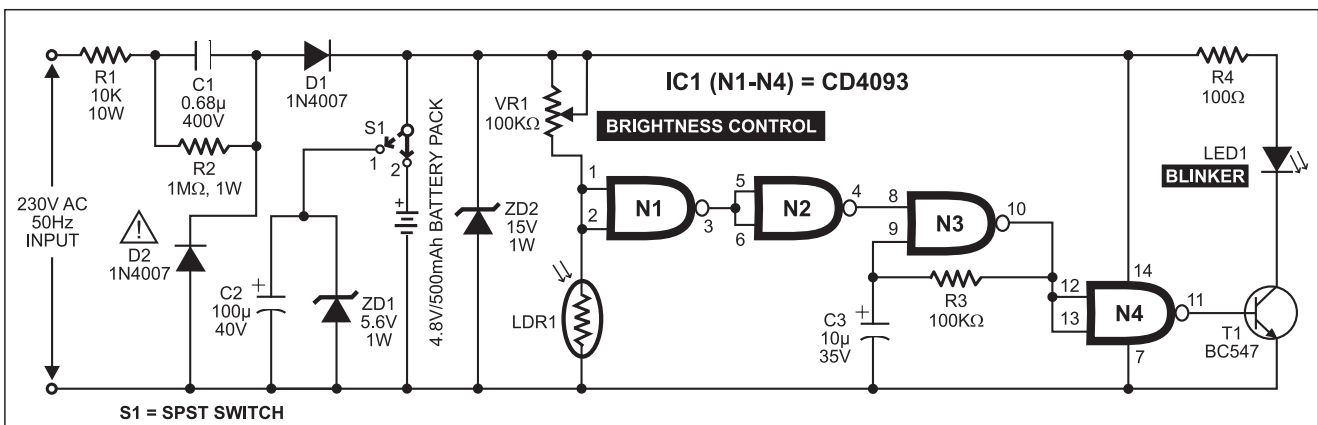 230V AC
50Hz
INPUT
R1
10K
10W
C1
0.68µ
400V
R2
1MΩ, 1W
D2
1N4007
D1
1N4007
S1
1
2
C2
100µ
40V
+
ZD1
5.6V
1W
+
4.8V/500mAh BATTERY PACK
ZD2
15V
1W
VR1
100KΩ
BRIGHTNESS CONTROL
IC1 (N1-N4) = CD4093
LDR1
1
2
N1
3
5
6
N2
4
8
9
N3
10
R3
100KΩ
+
C3
10µ
35V
12
13
14
N4
7
11
R4
100Ω
LED1
BLINKER
T1
BC547
!
S1 = SPST SWITCH